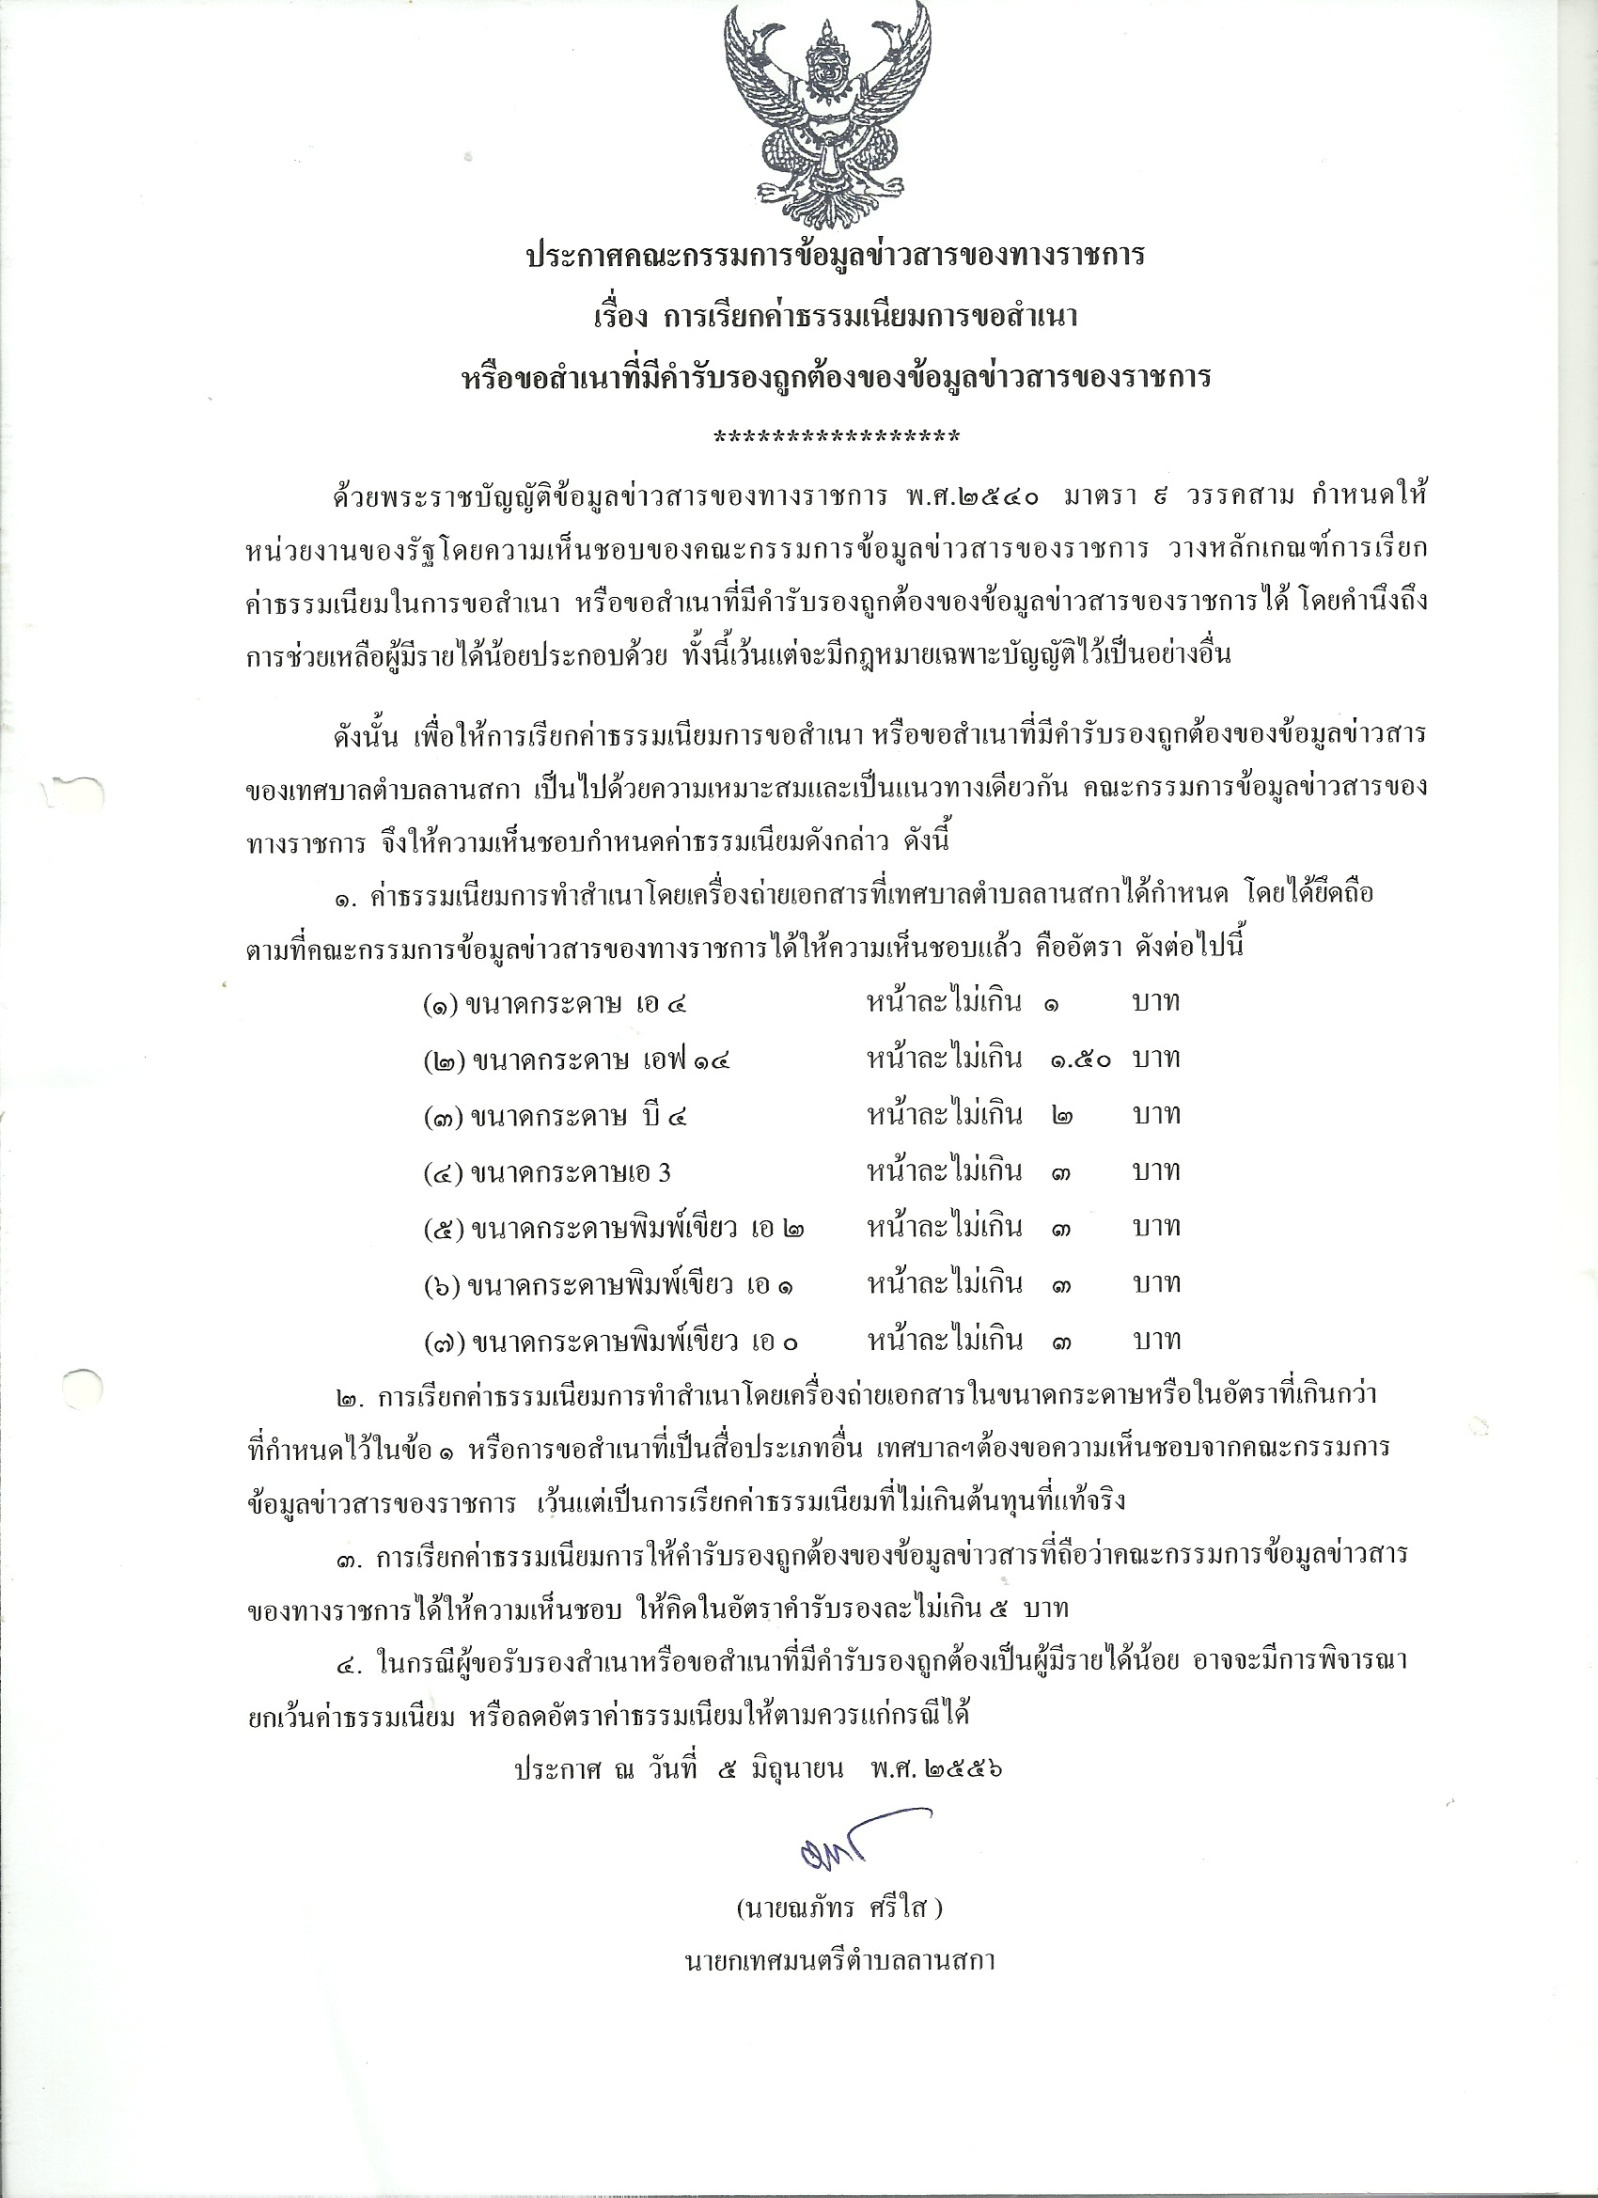 ประกาศคณะกรรมการข้อมูลข่าวสารของทางราชการ
เรื่อง การเรียกค่าธรรมเนียมการขอสำเนา
หรือขอสำเนาที่มีคำรับรองถูกต้องของข้อมูลข่าวสารของราชการ
*****************
ด้วยพระราชบัญญัติข้อมูลข่าวสารของทางราชการ พ.ศ.๒๕๔๐ มาตรา ๙ วรรคสาม กำหนดให้
หน่วยงานของรัฐโดยความเห็นชอบของคณะกรรมการข้อมูลข่าวสารของราชการ วางหลักเกณฑ์การเรียก
ค่าธรรมเนียมในการขอสำเนา หรือขอสำเนาที่มีคำรับรองถูกต้องของข้อมูลข่าวสารของราชการได้ โดยคำนึงถึง
การช่วยเหลือผู้มีรายได้น้อยประกอบด้วย ทั้งนี้เว้นแต่จะมีกฎหมายเฉพาะบัญญัติไว้เป็นอย่างอื่น
ดังนั้น เพื่อให้การเรียกค่าธรรมเนียมการขอสำเนา หรือขอสำเนาที่มีคำรับรองถูกต้องของข้อมูลข่าวสาร
ของเทศบาลตำบลลานสกา เป็นไปด้วยความเหมาะสมและเป็นแนวทางเดียวกัน คณะกรรมการข้อมูลข่าวสารของ
ทางราชการ จึงให้ความเห็นชอบกำหนดค่าธรรมเนียมดังกล่าว ดังนี้
๑. ค่าธรรมเนียมการทำสำเนาโดยเครื่องถ่ายเอกสารที่เทศบาลตำบลลานสกาได้กำหนด โดยได้ยึดถือ
ตามที่คณะกรรมการข้อมูลข่าวสารของทางราชการได้ให้ความเห็นชอบแล้ว คืออัตรา ดังต่อไปนี้
(๑) ขนาดกระดาษ เอ ๔ หน้าละไม่เกิน ๑ บาท
(๒) ขนาดกระดาษ เอฟ ๑๔ หน้าละไม่เกิน ๑.๕๐ บาท
(๓) ขนาดกระดาษ บี ๔ หน้าละไม่เกิน ๒ บาท
(๔) ขนาดกระดาษเอ 3 หน้าละไม่เกิน ๓ บาท
(๕) ขนาดกระดาษพิมพ์เขียว เอ ๒ หน้าละไม่เกิน ๓ บาท
(๖) ขนาดกระดาษพิมพ์เขียว เอ ๑ หน้าละไม่เกิน ๓ บาท
(๗) ขนาดกระดาษพิมพ์เขียว เอ ๐ หน้าละไม่เกิน ๓ บาท
๒. การเรียกค่าธรรมเนียมการทำสำเนาโดยเครื่องถ่ายเอกสารในขนาดกระดาษหรือในอัตราที่เกินกว่า
ที่กำหนดไว้ในข้อ ๑ หรือการขอสำเนาที่เป็นสื่อประเภทอื่น เทศบาลฯต้องขอความเห็นชอบจากคณะกรรมการ
ข้อมูลข่าวสารของราชการ เว้นแต่เป็นการเรียกค่าธรรมเนียมที่ไม่เกินต้นทุนที่แท้จริง
๓. การเรียกค่าธรรมเนียมการให้คำรับรองถูกต้องของข้อมูลข่าวสารที่ถือว่าคณะกรรมการข้อมูลข่าวสาร
ของทางราชการได้ให้ความเห็นชอบ ให้คิดในอัตราคำรับรองละไม่เกิน ๕ บาท
๔. ในกรณีผู้ขอรับรองสำเนาหรือขอสำเนาที่มีคำรับรองถูกต้องเป็นผู้มีรายได้น้อย อาจจะมีการพิจารณา
ยกเว้นค่าธรรมเนียม หรือลดอัตราค่าธรรมเนียมให้ตามควรแก่กรณีได้
ประกาศ ณ วันที่ ๕ มิถุนายน พ.ศ. ๒๕๕๖
(นายณภัทร ศรีใส )
นายกเทศมนตรีตำบลลานสกา